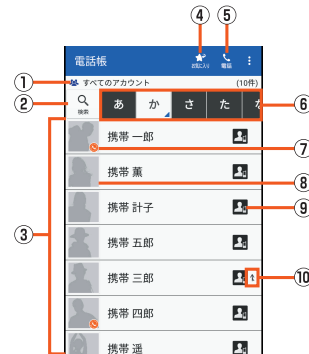 ④ ⑤
電話帳 お気に入り 電話
① すべてのアカウント (10件)
② 検索 あ か さ た な ⑥
携帯 一郎 ⑦
携帯 薫 ⑧
携帯 計子 ⑨
③ 携帯 五郎
携帯 三郎 ⑩
携帯 四郎
携帯 遥